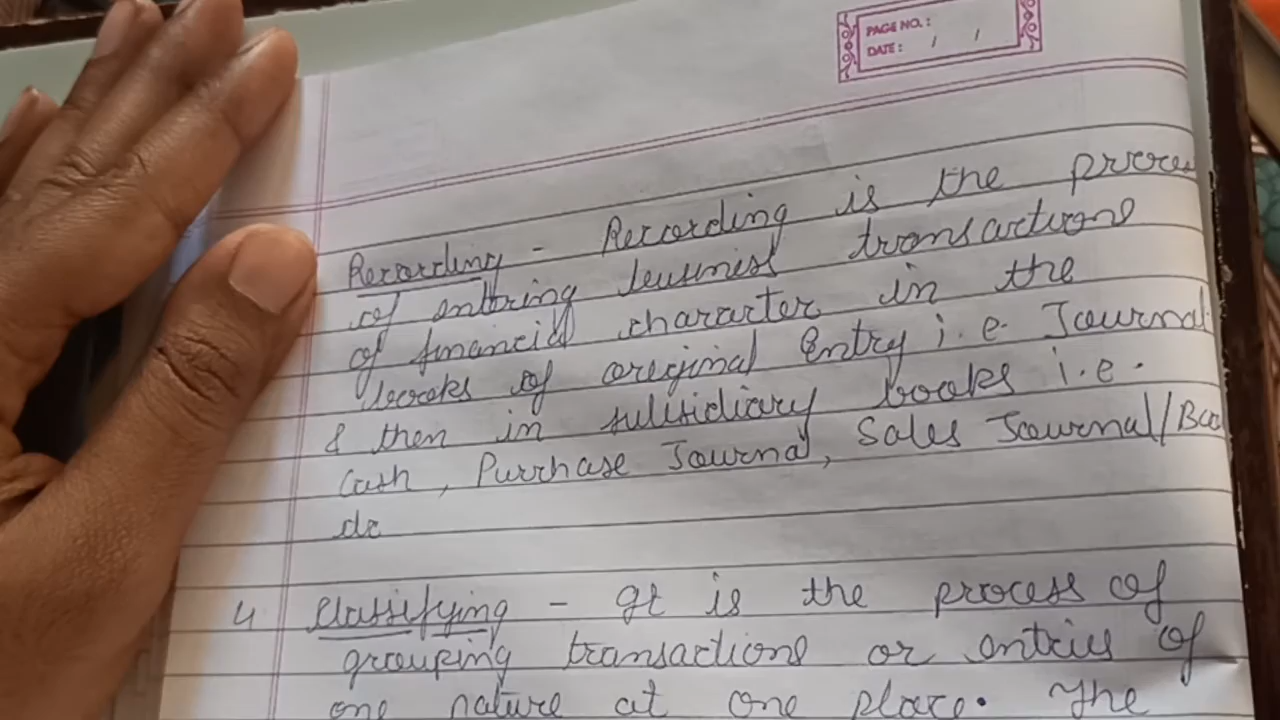 PAGE NO.:
DATE: / /
Recording - Recording is the proces
of entering business transactions
of financial character in the
books of original Entry i.e. Journal
& then in subsidiary books i.e.
Cash, Purchase Journal, Sales Journal/Boo
etc
4 Classifying - It is the process of
grouping transactions or entries of
one nature at one place. The